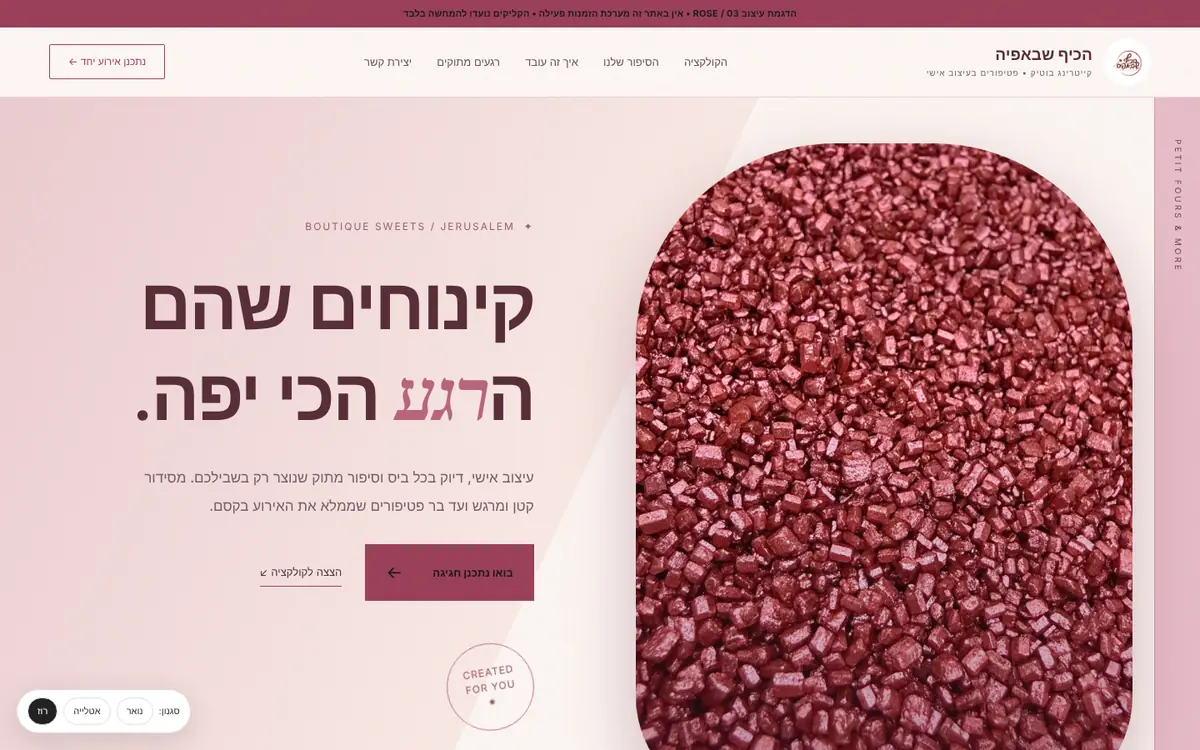 הדגמת עיצוב 03 / ROSE • אין באתר זה מערכת הזמנות פעילה • הקליקים נועדו להמחשה בלבד
הכיף שבאפיה
קייטרינג בוטיק • פטיפורים בעיצוב אישי
הקולקציה
הסיפור שלנו
איך זה עובד
רגעים מתוקים
יצירת קשר
נתכנן אירוע יחד ←
PETIT FOURS & MORE
✦ BOUTIQUE SWEETS / JERUSALEM
קינוחים שהם
הרגע הכי יפה.
עיצוב אישי, דיוק בכל ביס וסיפור מתוק שנוצר רק בשבילכם. מסידור
קטן ומרגש ועד בר פטיפורים שממלא את האירוע בקסם.
בואו נתכנן חגיגה ←
הצצה לקולקציה ↙
CREATED
FOR YOU
סגנון:
נואר
אטלייה
רוז